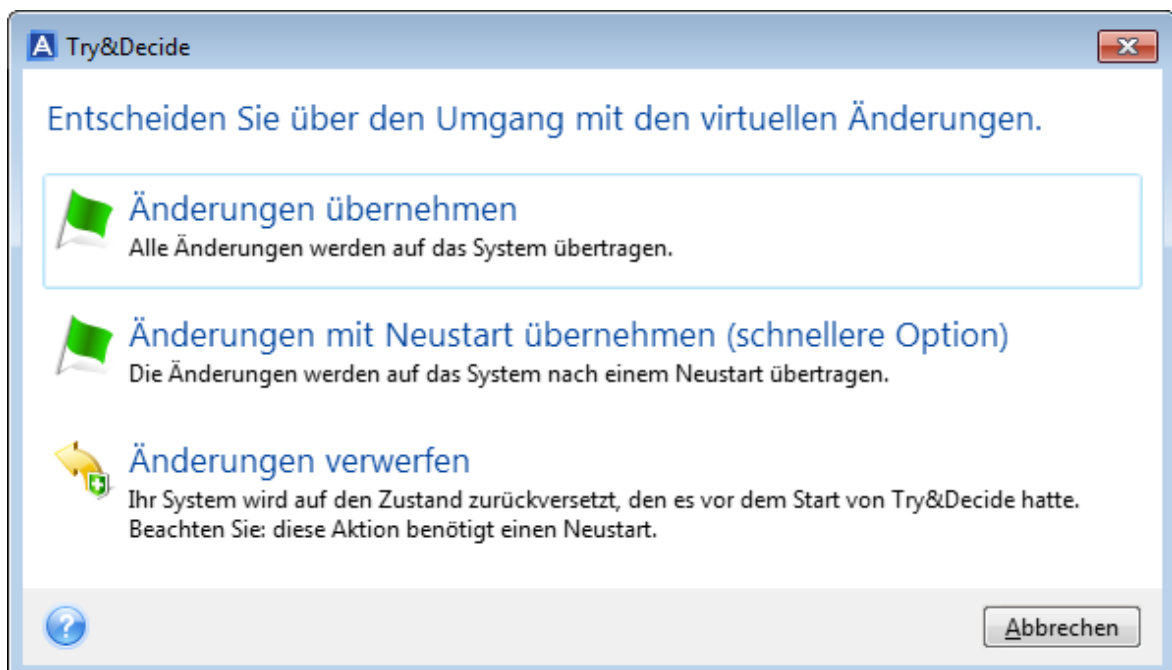 Try&Decide
Entscheiden Sie über den Umgang mit den virtuellen Änderungen.
Änderungen übernehmen
Alle Änderungen werden auf das System übertragen.
Änderungen mit Neustart übernehmen (schnellere Option)
Die Änderungen werden auf das System nach einem Neustart übertragen.
Änderungen verwerfen
Ihr System wird auf den Zustand zurückversetzt, den es vor dem Start von Try&Decide hatte.
Beachten Sie: diese Aktion benötigt einen Neustart.
Abbrechen